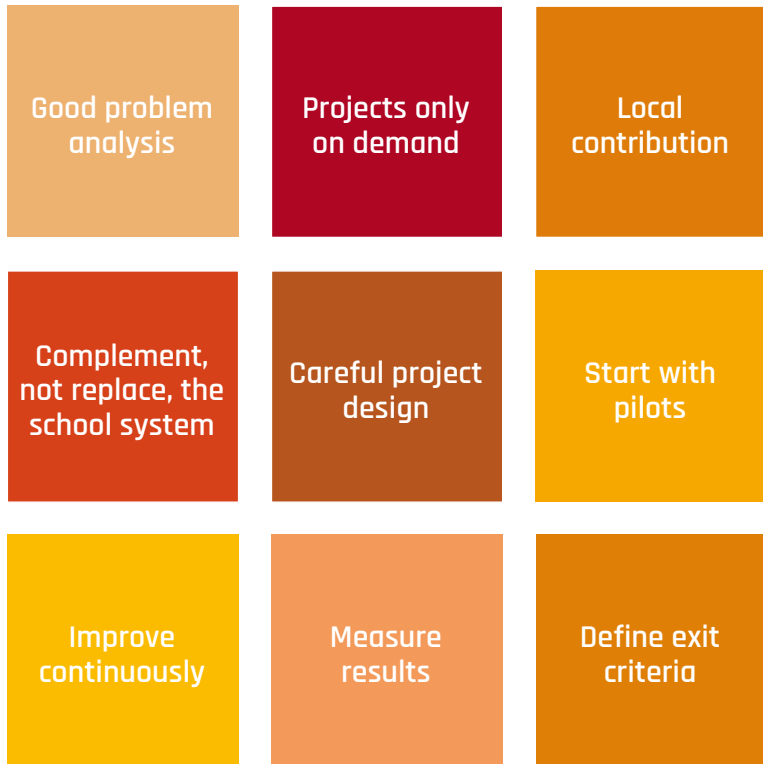 Good problem
analysis
Projects only
on demand
Local
contribution
Complement,
not replace, the
school system
Careful project
design
Start with
pilots
Improve
continuously
Measure
results
Define exit
criteria